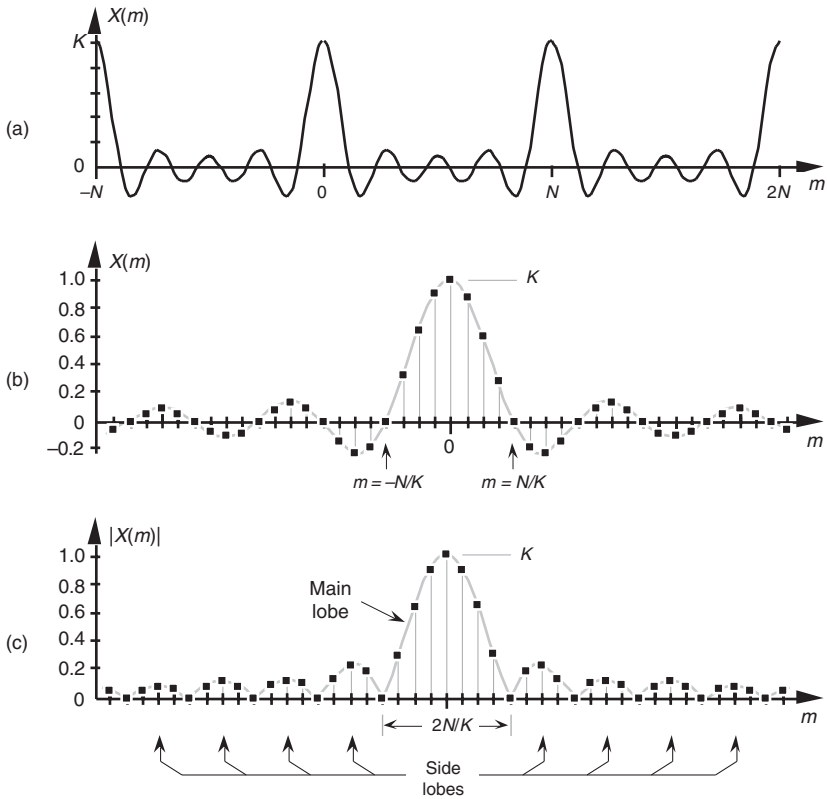 X(m)
K
(a)
0
–N
0
N
2N
m
X(m)
1.0
K
0.8
0.6
0.4
(b)
0.2
0
–0.2
0
m
m = –N/K
m = N/K
|X(m)|
1.0
K
0.8
Main
lobe
0.6
(c)
0.4
0.2
0
2N/K
m
Side
lobes